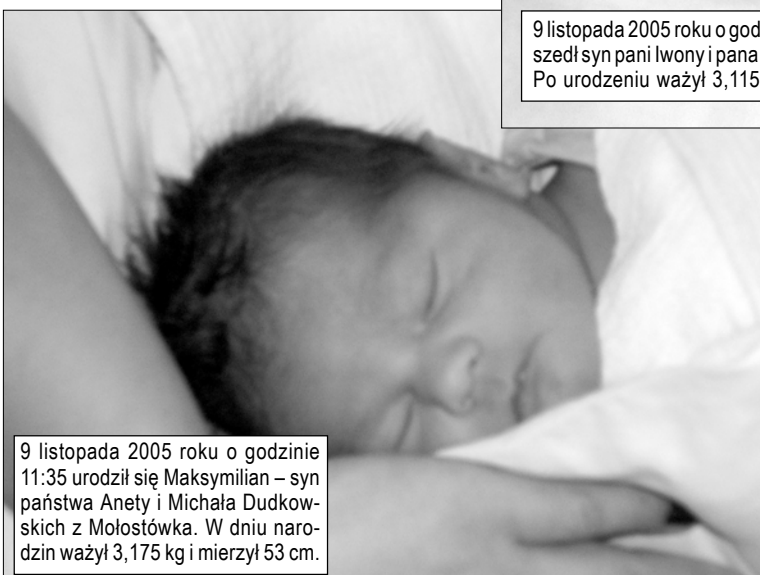 9 listopada 2005 roku o god
szedł syn pani Iwony i pana
Po urodzeniu ważył 3,115
9 listopada 2005 roku o godzinie
11:35 urodził się Maksymilian – syn
państwa Anety i Michała Dudkow-
skich z Mołostówka. W dniu naro-
dzin ważył 3,175 kg i mierzył 53 cm.